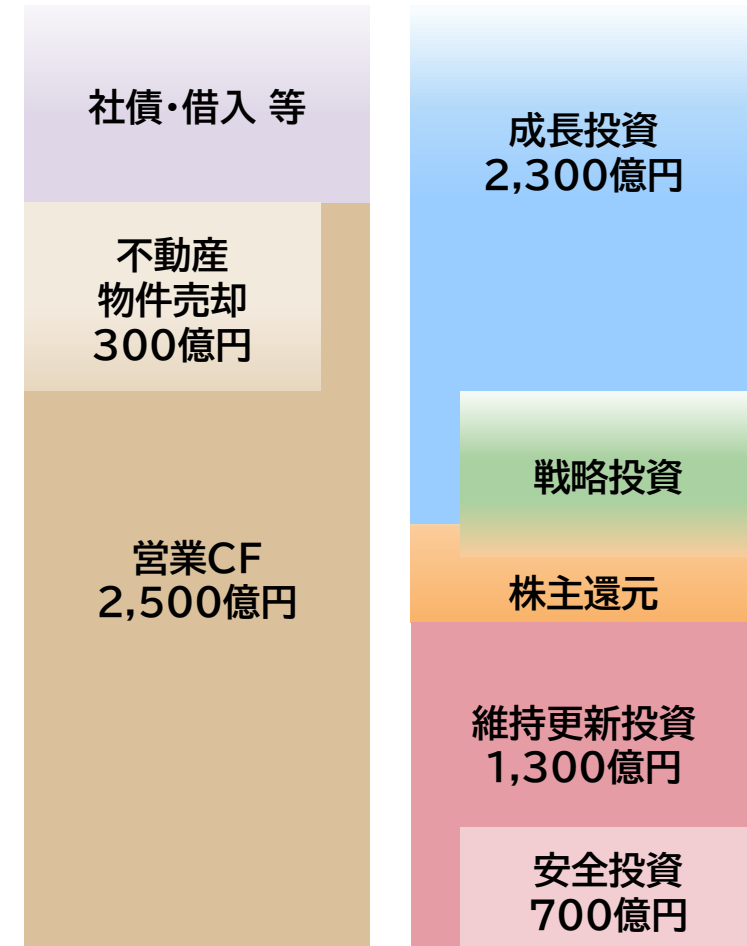 社債・借入 等
不動産
物件売却
300億円
営業CF
2,500億円
成長投資
2,300億円
戦略投資
株主還元
維持更新投資
1,300億円
安全投資
700億円